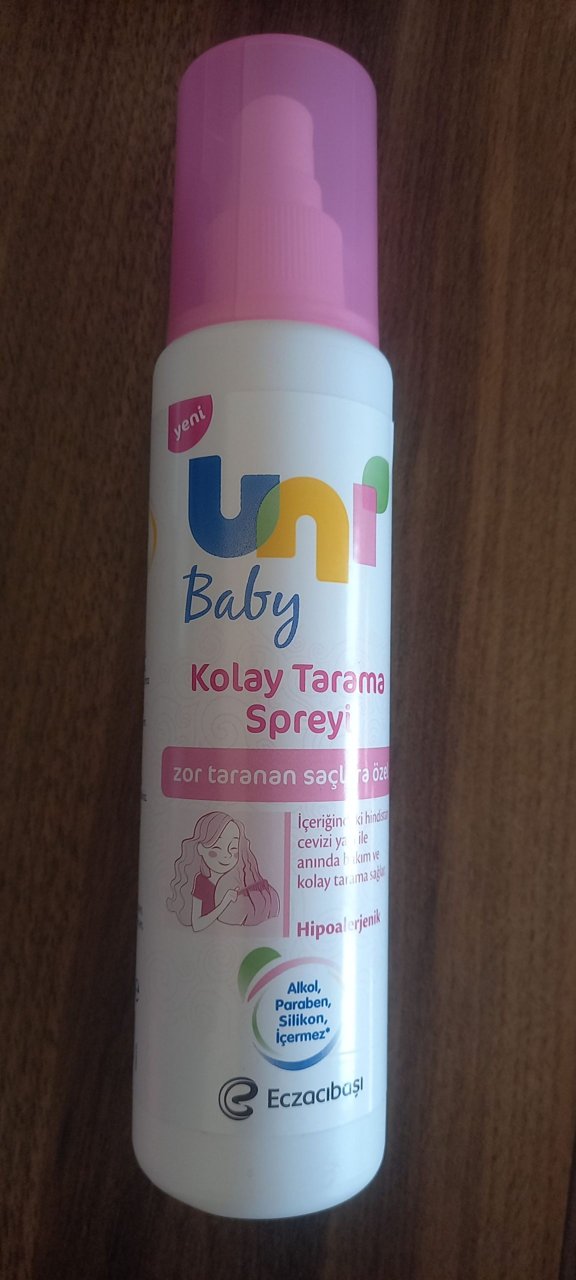 yeni
uni
Baby
Kolay Tarama
Spreyi
zor taranan saçlara özel
İçeriğindeki hindistan
cevizi yağı ile
anında bakım ve
kolay tarama sağlar.
Hipoalerjenik
Alkol,
Paraben,
Silikon,
İçermez*
Eczacıbaşı